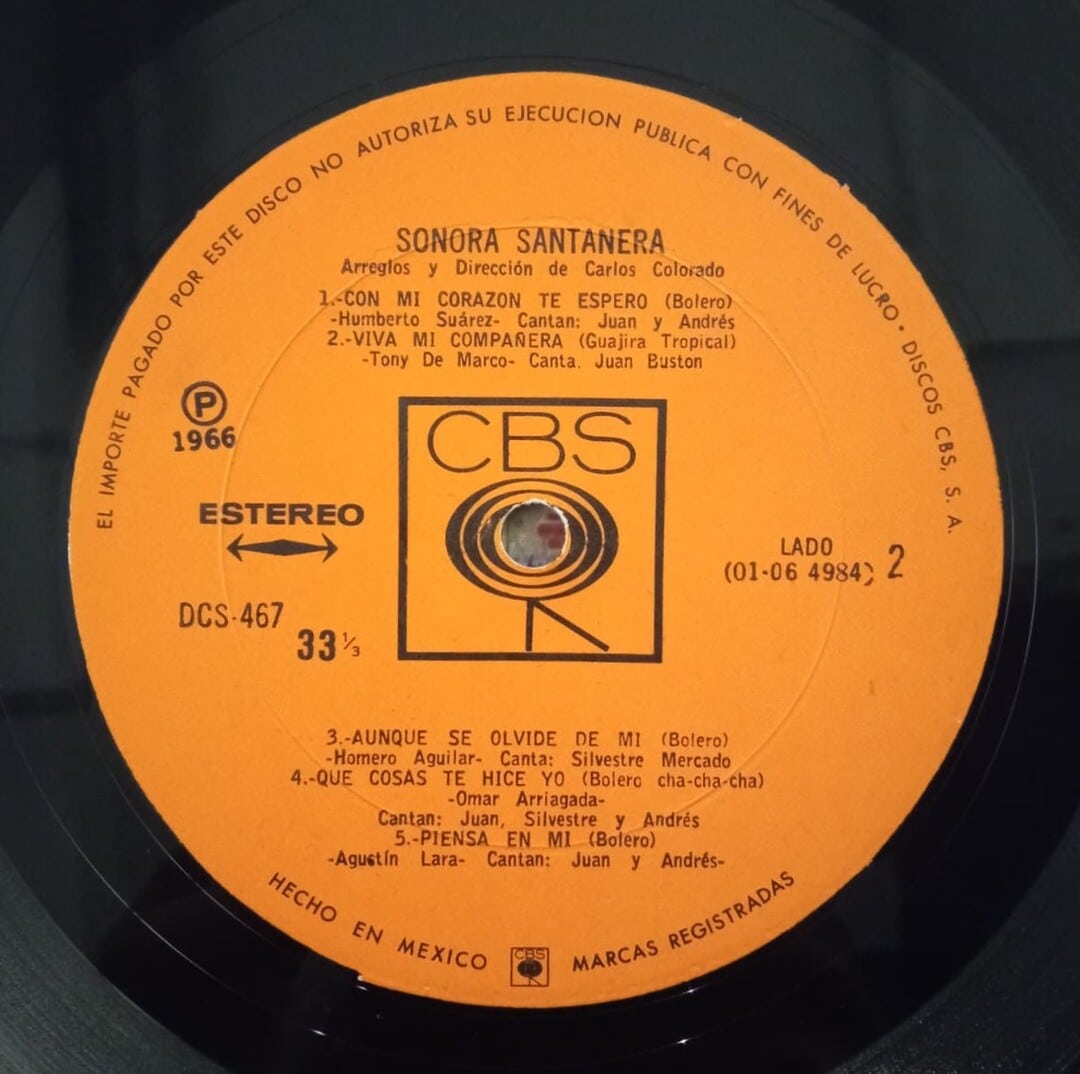 EL IMPORTE PAGADO POR ESTE DISCO NO AUTORIZA SU EJECUCION PUBLICA CON FINES DE LUCRO • DISCOS CBS, S. A.
SONORA SANTANERA
Arreglos y Dirección de Carlos Colorado
1.-CON MI CORAZON TE ESPERO (Bolero)
-Humberto Suárez- Cantan: Juan y Andrés
2.-VIVA MI COMPAÑERA (Guajira Tropical)
-Tony De Marco- Canta. Juan Buston
P
1966
CBS
ESTEREO
LADO
(01-06 4984) 2
DCS-467
33 1/3
3.-AUNQUE SE OLVIDE DE MI (Bolero)
-Homero Aguilar- Canta: Silvestre Mercado
4.-QUE COSAS TE HICE YO (Bolero cha-cha-cha)
-Omar Arriagada-
Cantan: Juan, Silvestre y Andrés
5.-PIENSA EN MI (Bolero)
-Agustín Lara- Cantan: Juan y Andrés-
HECHO EN MEXICO CBS MARCAS REGISTRADAS